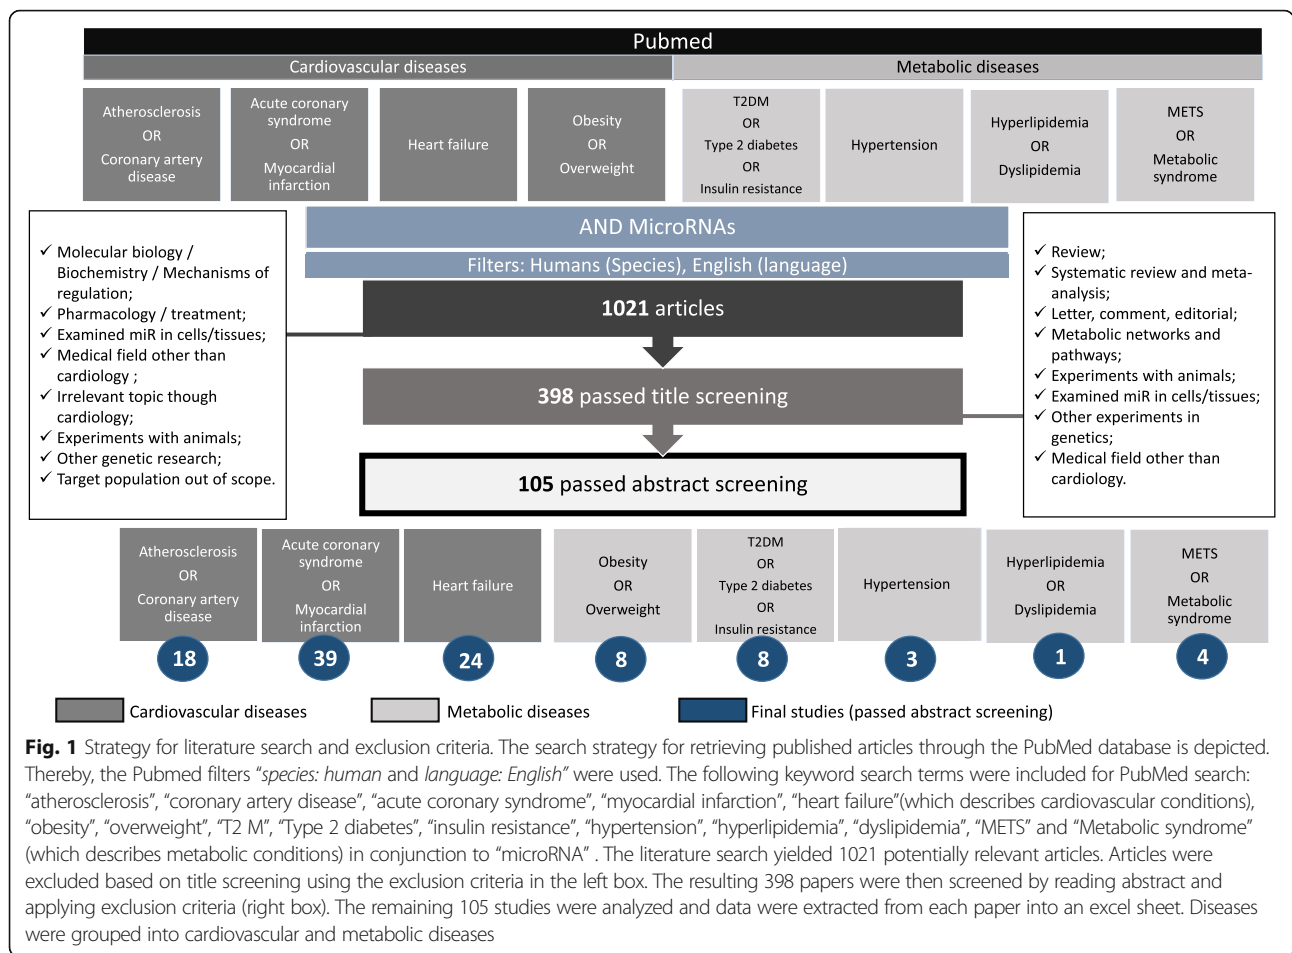 Pubmed
Cardiovascular diseases
Metabolic diseases
Atherosclerosis
OR
Coronary artery
disease
Acute coronary
syndrome
OR
Myocardial
infarction
Heart failure
Obesity
OR
Overweight
T2DM
OR
Type 2 diabetes
OR
Insulin resistance
Hypertension
Hyperlipidemia
OR
Dyslipidemia
METS
OR
Metabolic
syndrome
AND MicroRNAs
Filters: Humans (Species), English (language)
✓ Molecular biology /
Biochemistry / Mechanisms of
regulation;
✓ Pharmacology / treatment;
✓ Examined miR in cells/tissues;
✓ Medical field other than
cardiology ;
✓ Irrelevant topic though
cardiology;
✓ Experiments with animals;
✓ Other genetic research;
✓ Target population out of scope.
1021 articles
398 passed title screening
105 passed abstract screening
✓ Review;
✓ Systematic review and meta-
analysis;
✓ Letter, comment, editorial;
✓ Metabolic networks and
pathways;
✓ Experiments with animals;
✓ Examined miR in cells/tissues;
✓ Other experiments in
genetics;
✓ Medical field other than
cardiology.
Atherosclerosis
OR
Coronary artery
disease
18
Acute coronary
syndrome
OR
Myocardial
infarction
39
Heart failure
24
Obesity
OR
Overweight
8
T2DM
OR
Type 2 diabetes
OR
Insulin resistance
8
Hypertension
3
Hyperlipidemia
OR
Dyslipidemia
1
METS
OR
Metabolic
syndrome
4
Cardiovascular diseases
Metabolic diseases
Final studies (passed abstract screening)
Fig. 1 Strategy for literature search and exclusion criteria. The search strategy for retrieving published articles through the PubMed database is depicted.
Thereby, the Pubmed filters “species: human and language: English” were used. The following keyword search terms were included for PubMed search:
“atherosclerosis”, “coronary artery disease”, “acute coronary syndrome”, “myocardial infarction”, “heart failure”(which describes cardiovascular conditions),
“obesity”, “overweight”, “T2 M”, “Type 2 diabetes”, “insulin resistance”, “hypertension”, “hyperlipidemia”, “dyslipidemia”, “METS” and “Metabolic syndrome”
(which describes metabolic conditions) in conjunction to “microRNA” . The literature search yielded 1021 potentially relevant articles. Articles were
excluded based on title screening using the exclusion criteria in the left box. The resulting 398 papers were then screened by reading abstract and
applying exclusion criteria (right box). The remaining 105 studies were analyzed and data were extracted from each paper into an excel sheet. Diseases
were grouped into cardiovascular and metabolic diseases